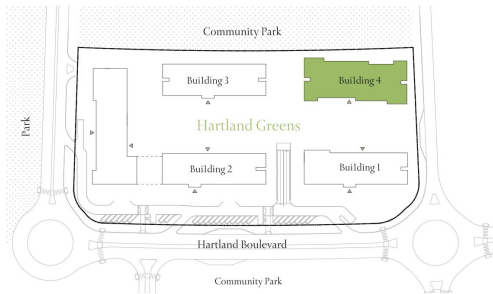 Community Park
Building 3
Building 4
Park
Hartland Greens
Building 2
Building 1
Hartland Boulevard
Community Park